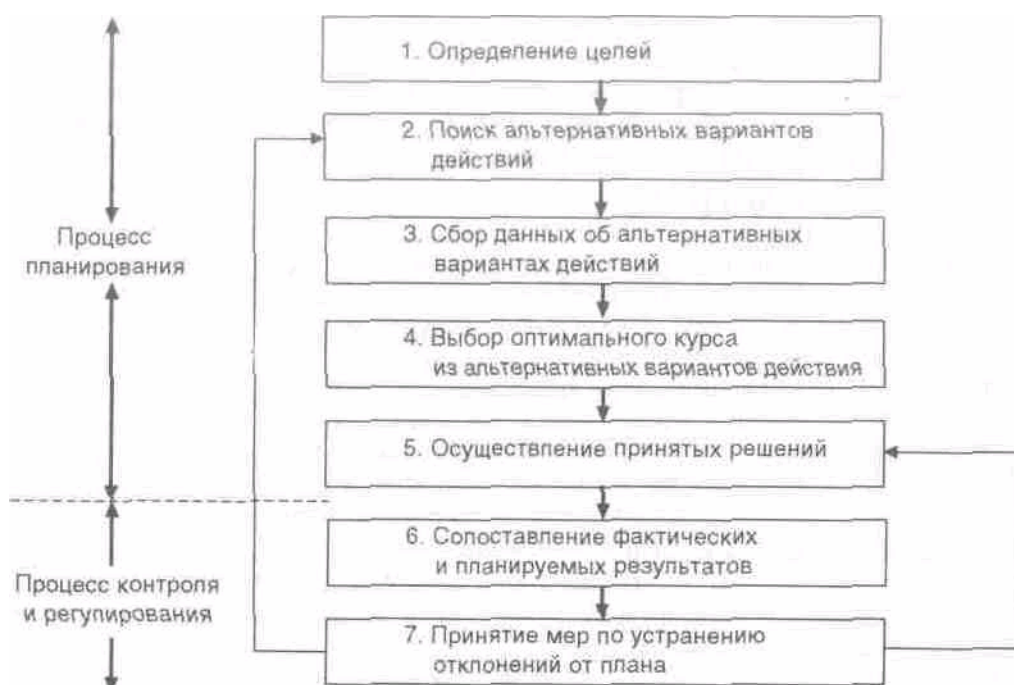 1. Определение целей
2. Поиск альтернативных вариантов
действий
3. Сбор данных об альтернативных
вариантах действий
Процесс
планирования
4. Выбор оптимального курса
из альтернативных вариантов действия
5. Осуществление принятых решений
6. Сопоставление фактических
и планируемых результатов
Процесс контроля
и регупирования
7. Принятие мер по устранению
отклонений от плана